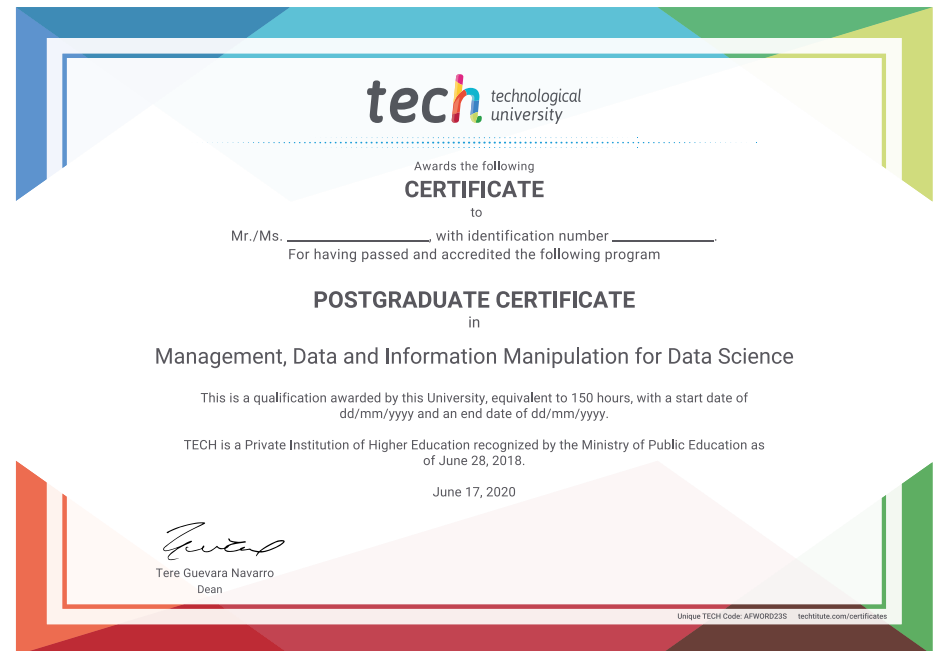 tech technological
university
Awards the following
CERTIFICATE
to
Mr./Ms. ____________________, with identification number ______________.
For having passed and accredited the following program
POSTGRADUATE CERTIFICATE
in
Management, Data and Information Manipulation for Data Science
This is a qualification awarded by this University, equivalent to 150 hours, with a start date of
dd/mm/yyyy and an end date of dd/mm/yyyy.
TECH is a Private Institution of Higher Education recognized by the Ministry of Public Education as
of June 28, 2018.
June 17, 2020
Tere Guevara Navarro
Dean
Unique TECH Code: AFWORD23S techtitute.com/certificates